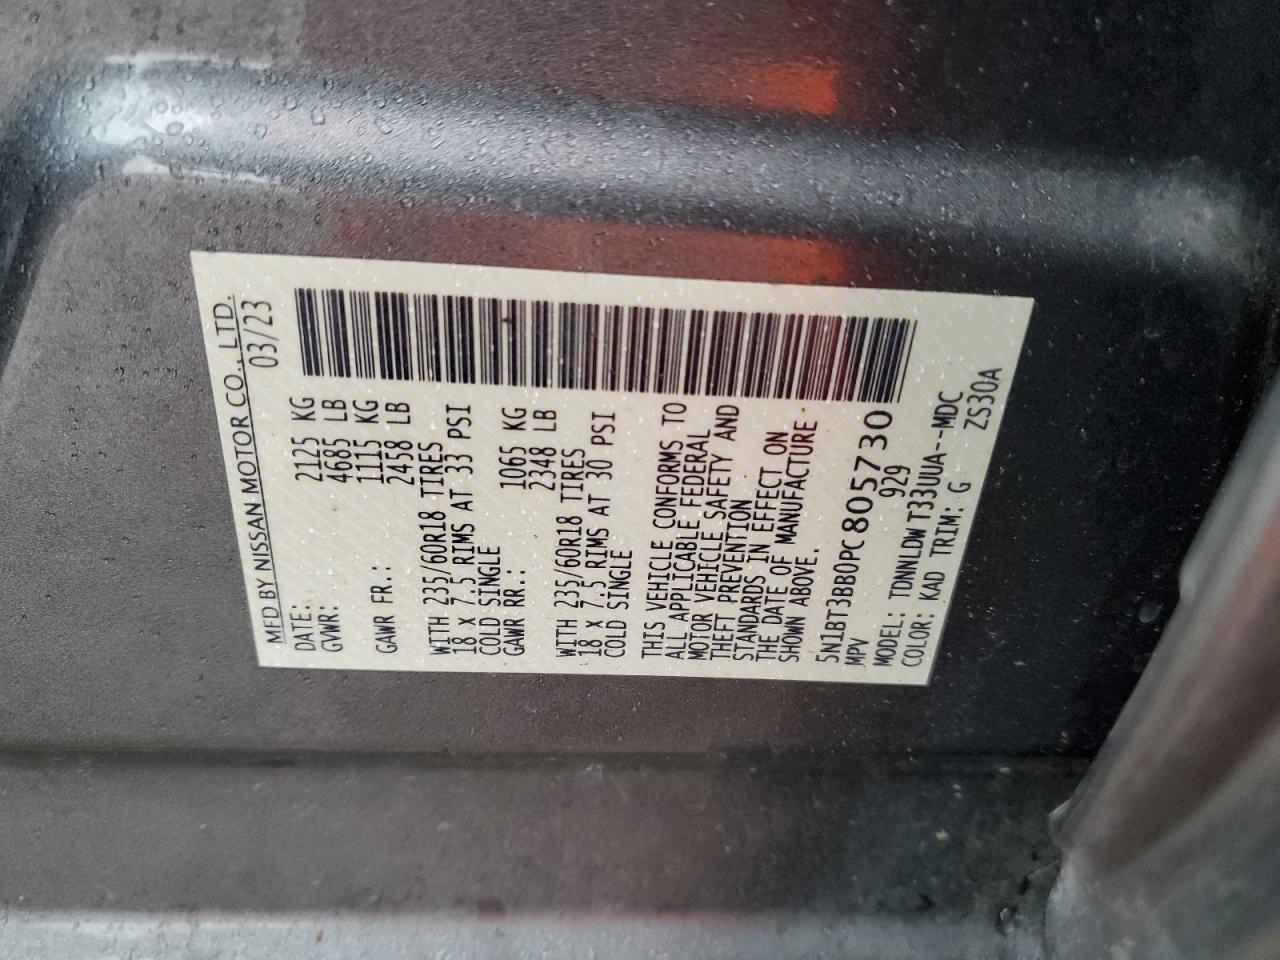 MFD BY NISSAN MOTOR CO., LTD.
DATE: 03/23
GVWR: 2125 KG
4685 LB
GAWR FR.: 1115 KG
2458 LB
WITH 235/60R18 TIRES
18 X 7.5 RIMS AT 33 PSI
COLD SINGLE
GAWR RR.: 1065 KG
2348 LB
WITH 235/60R18 TIRES
18 X 7.5 RIMS AT 30 PSI
COLD SINGLE
THIS VEHICLE CONFORMS TO
ALL APPLICABLE FEDERAL
MOTOR VEHICLE SAFETY AND
THEFT PREVENTION
STANDARDS IN EFFECT ON
THE DATE OF MANUFACTURE
SHOWN ABOVE.
5N1BT3BB0PC805730
MPV 929
MODEL: TDNNLDWT33UUA--MDC
COLOR: KAD TRIM: G ZS30A